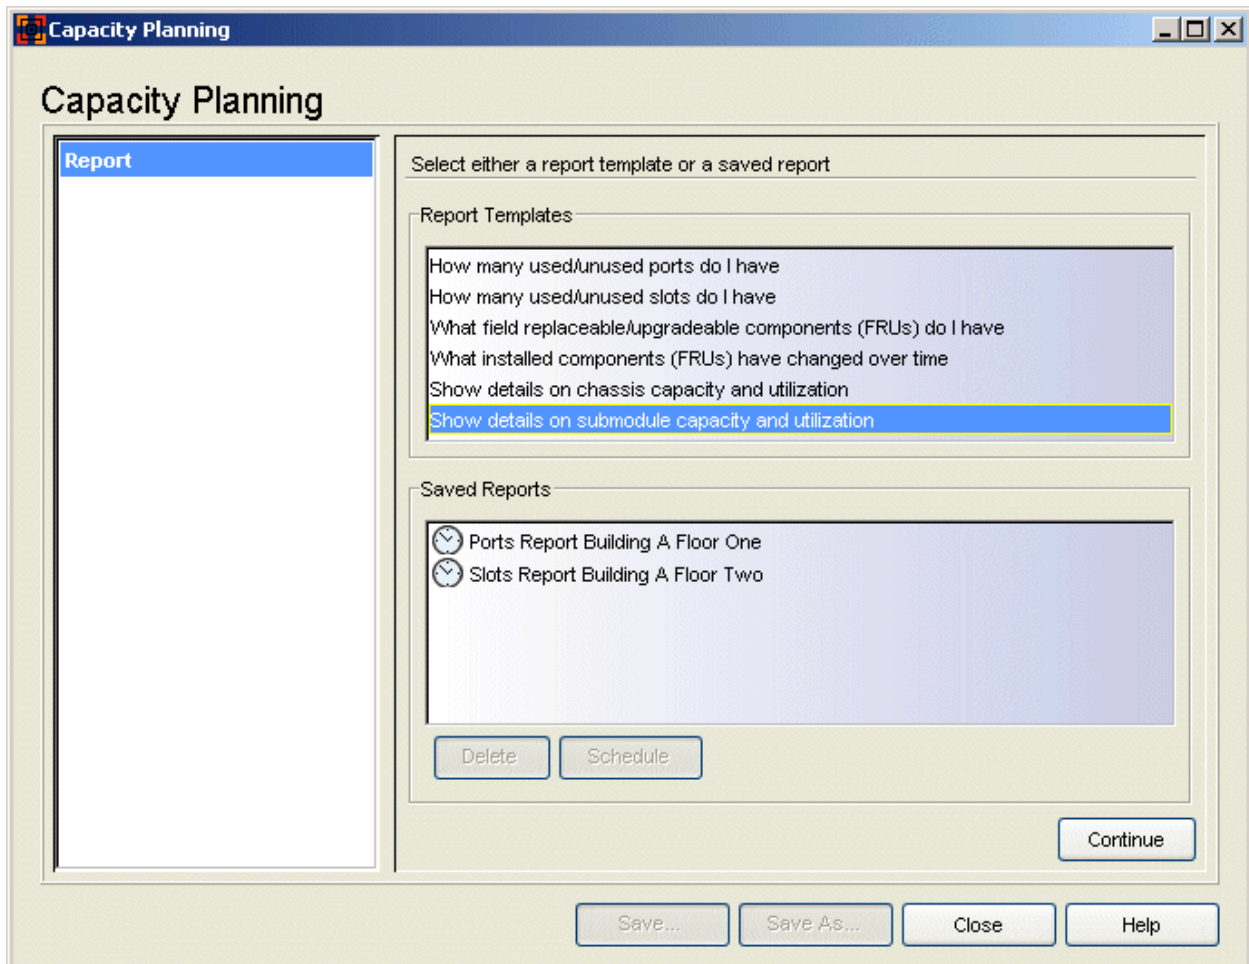 Capacity Planning
Capacity Planning
Report
Select either a report template or a saved report
Report Templates
How many used/unused ports do I have
How many used/unused slots do I have
What field replaceable/upgradeable components (FRUs) do I have
What installed components (FRUs) have changed over time
Show details on chassis capacity and utilization
Show details on submodule capacity and utilization
Saved Reports
Ports Report Building A Floor One
Slots Report Building A Floor Two
Delete Schedule
Continue
Save... Save As... Close Help